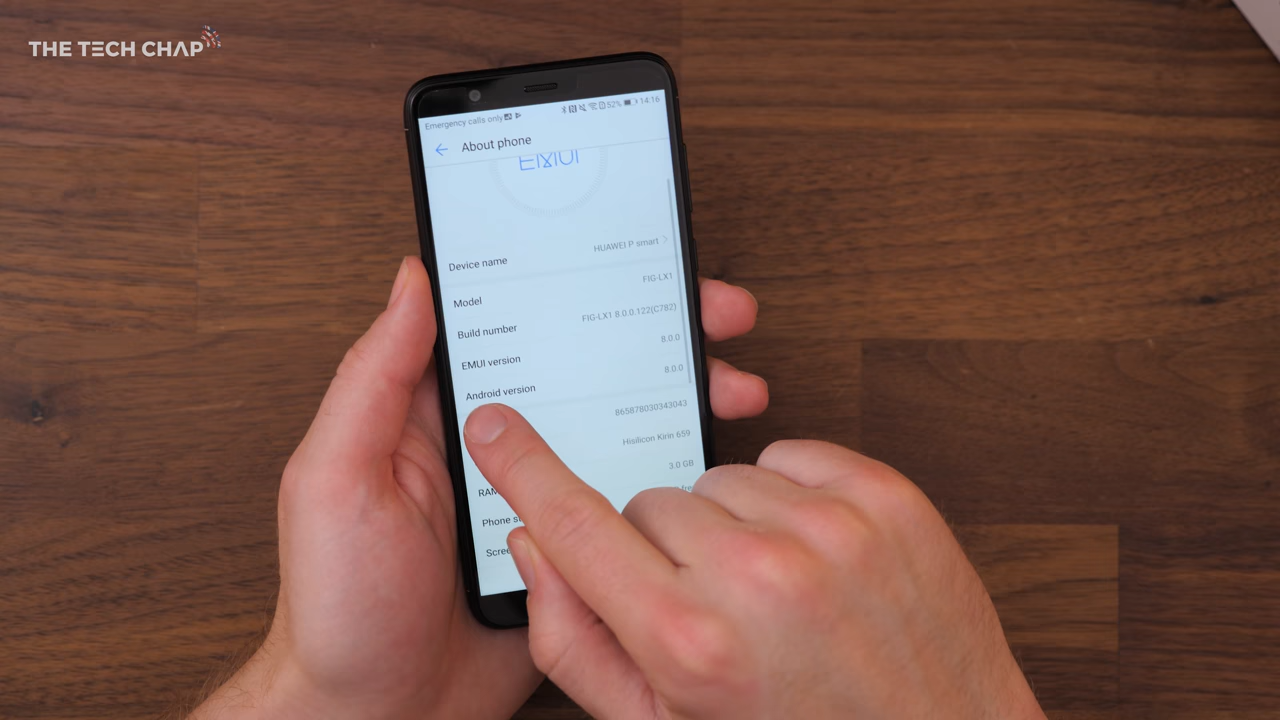 THE TECH CHAP
Emergency calls only
52% 14:16
About phone
EMUI
Device name HUAWEI P smart
Model FIG-LX1
Build number FIG-LX1 8.0.0.122(C782)
EMUI version 8.0.0
Android version 8.0.0
865878030343043
Hisilicon Kirin 659
RAM 3.0 GB
Phone